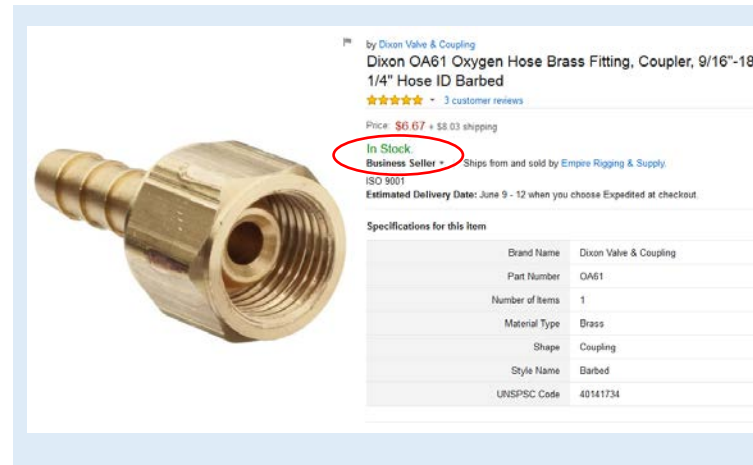 by Dixon Valve & Coupling
Dixon OA61 Oxygen Hose Brass Fitting, Coupler, 9/16"-18
1/4" Hose ID Barbed
3 customer reviews
Price: $6.67 + $8.03 shipping
In Stock.
Business Seller Ships from and sold by Empire Rigging & Supply.
ISO 9001
Estimated Delivery Date: June 9 - 12 when you choose Expedited at checkout.
Specifications for this item
Brand Name Dixon Valve & Coupling
Part Number OA61
Number of Items 1
Material Type Brass
Shape Coupling
Style Name Barbed
UNSPSC Code 40141734